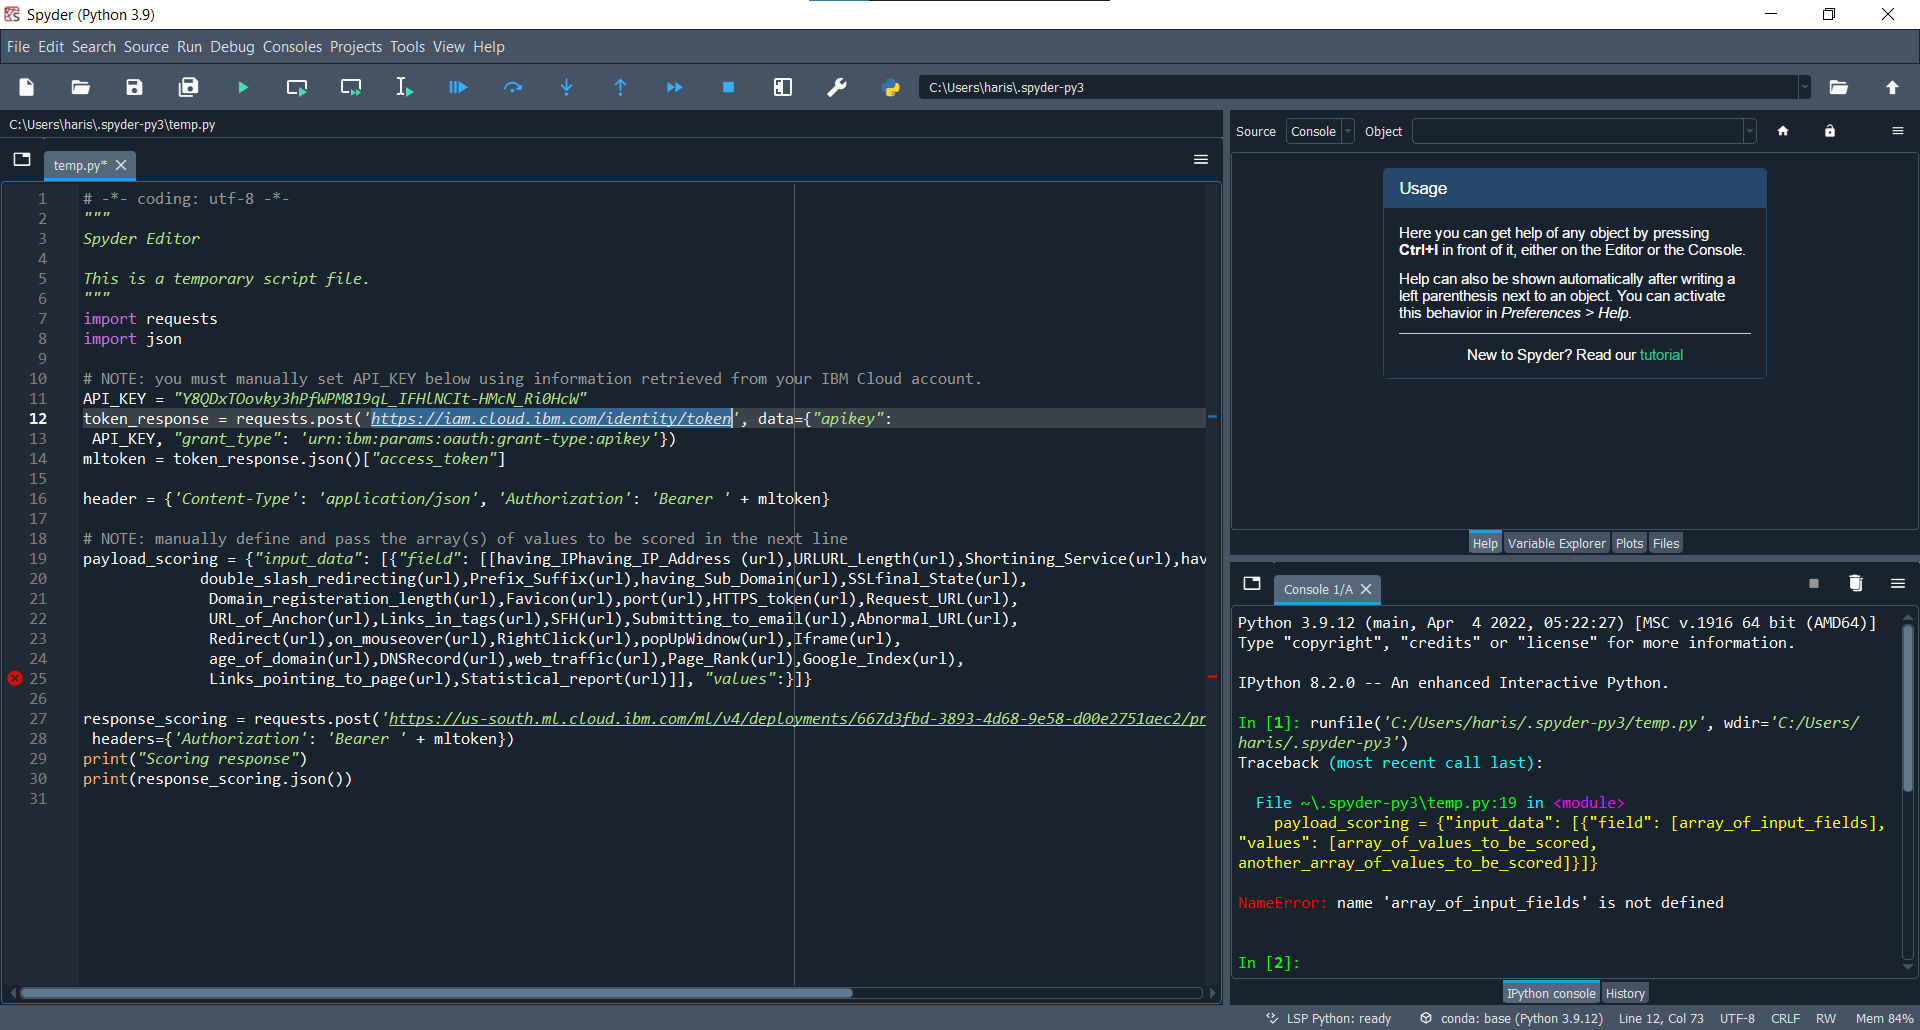 Spyder (Python 3.9)
File Edit Search Source Run Debug Consoles Projects Tools View Help
C:\Users\haris\.spyder-py3
C:\Users\haris\.spyder-py3\temp.py
temp.py*
1 # -*- coding: utf-8 -*-
2 """
3 Spyder Editor
4
5 This is a temporary script file.
6 """
7 import requests
8 import json
9
10 # NOTE: you must manually set API_KEY below using information retrieved from your IBM Cloud account.
11 API_KEY = "Y8QDxTOovky3hPfWPM819qL_IFHlNCIt-HMcN_Ri0HcW"
12 token_response = requests.post('https://iam.cloud.ibm.com/identity/token', data={"apikey":
13 API_KEY, "grant_type": 'urn:ibm:params:oauth:grant-type:apikey'})
14 mltoken = token_response.json()["access_token"]
15
16 header = {'Content-Type': 'application/json', 'Authorization': 'Bearer ' + mltoken}
17
18 # NOTE: manually define and pass the array(s) of values to be scored in the next line
19 payload_scoring = {"input_data": [{"field": [[having_IPhaving_IP_Address (url),URLURL_Length(url),Shortining_Service(url),hav
20 double_slash_redirecting(url),Prefix_Suffix(url),having_Sub_Domain(url),SSLfinal_State(url),
21 Domain_registeration_length(url),Favicon(url),port(url),HTTPS_token(url),Request_URL(url),
22 URL_of_Anchor(url),Links_in_tags(url),SFH(url),Submitting_to_email(url),Abnormal_URL(url),
23 Redirect(url),on_mouseover(url),RightClick(url),popUpWidnow(url),Iframe(url),
24 age_of_domain(url),DNSRecord(url),web_traffic(url),Page_Rank(url),Google_Index(url),
25 Links_pointing_to_page(url),Statistical_report(url)]], "values":}]}
26
27 response_scoring = requests.post('https://us-south.ml.cloud.ibm.com/ml/v4/deployments/667d3fbd-3893-4d68-9e58-d00e2751aec2/pr
28 headers={'Authorization': 'Bearer ' + mltoken})
29 print("Scoring response")
30 print(response_scoring.json())
31
Source Console Object
Usage
Here you can get help of any object by pressing
Ctrl+I in front of it, either on the Editor or the Console.
Help can also be shown automatically after writing a
left parenthesis next to an object. You can activate
this behavior in Preferences > Help.
New to Spyder? Read our tutorial
Help Variable Explorer Plots Files
Console 1/A
Python 3.9.12 (main, Apr  4 2022, 05:22:27) [MSC v.1916 64 bit (AMD64)]
Type "copyright", "credits" or "license" for more information.
IPython 8.2.0 -- An enhanced Interactive Python.
In [1]: runfile('C:/Users/haris/.spyder-py3/temp.py', wdir='C:/Users/
haris/.spyder-py3')
Traceback (most recent call last):
File ~\.spyder-py3\temp.py:19 in <module>
payload_scoring = {"input_data": [{"field": [array_of_input_fields],
"values": [array_of_values_to_be_scored,
another_array_of_values_to_be_scored]}]}
NameError: name 'array_of_input_fields' is not defined
In [2]:
IPython console History
LSP Python: ready conda: base (Python 3.9.12) Line 12, Col 73 UTF-8 CRLF RW Mem 84%